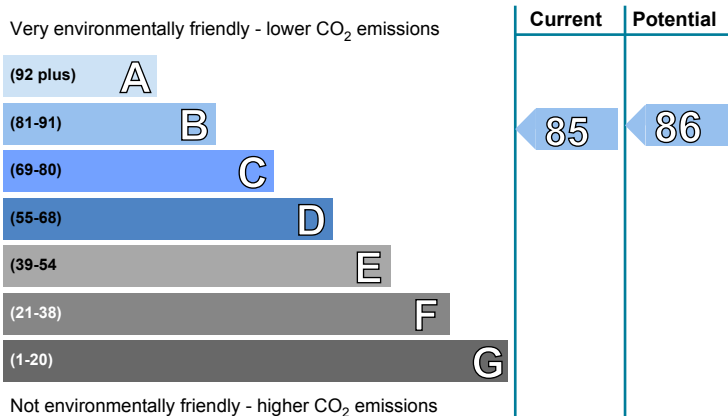 Very environmentally friendly - lower CO2 emissions
Current
Potential
(92 plus) A
(81-91) B
85
86
(69-80) C
(55-68) D
(39-54 E
(21-38) F
(1-20) G
Not environmentally friendly - higher CO2 emissions